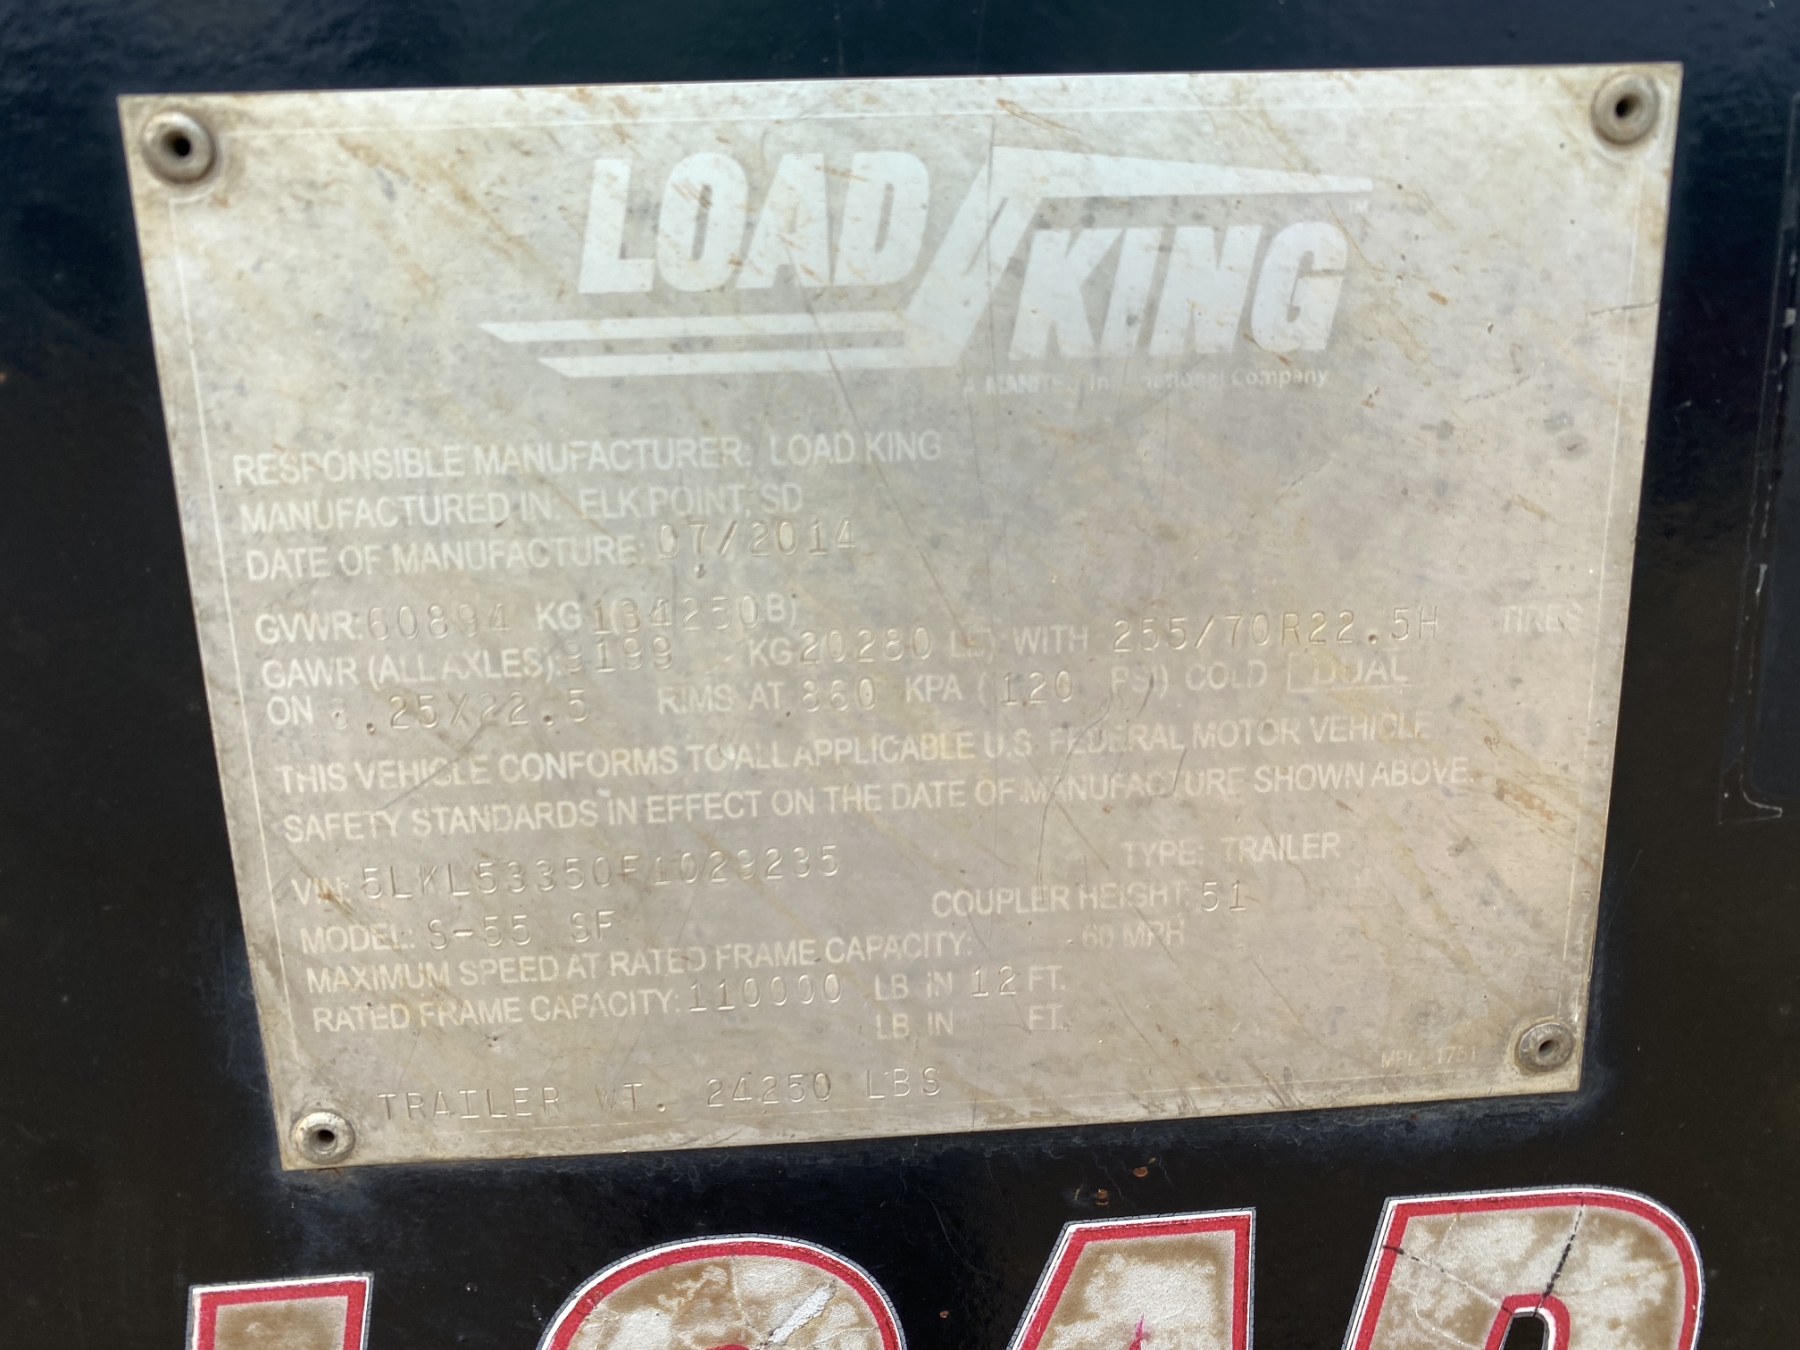 LOAD KING
A MANITEX International Company
RESPONSIBLE MANUFACTURER: LOAD KING
MANUFACTURED IN: ELK POINT, SD
DATE OF MANUFACTURE: 07/2014
GVWR: 60894 KG (134250 B)
GAWR (ALL AXLES): 9199 KG 20280 LB) WITH 255/70R22.5H TIRES
ON 8.25X22.5 RIMS AT 860 KPA (120 PSI) COLD DUAL
THIS VEHICLE CONFORMS TO ALL APPLICABLE U.S. FEDERAL MOTOR VEHICLE
SAFETY STANDARDS IN EFFECT ON THE DATE OF MANUFACTURE SHOWN ABOVE
VIN: 5LKL53350F1029235 TYPE: TRAILER
MODEL: S-55 SF COUPLER HEIGHT: 51
MAXIMUM SPEED AT RATED FRAME CAPACITY: 60 MPH
RATED FRAME CAPACITY: 110000 LB IN 12 FT.
LB IN FT.
TRAILER WT. 24250 LBS
LOAD